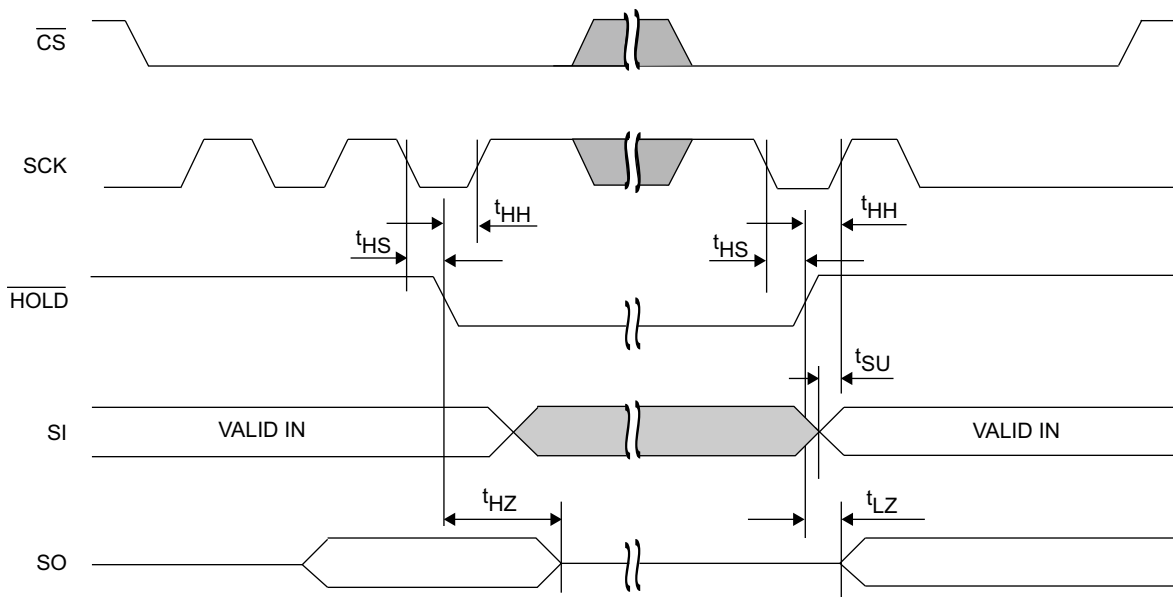 CS
SCK
tHH
tHH
tHS
tHS
HOLD
tSU
SI
VALID IN
VALID IN
tHZ
tLZ
SO